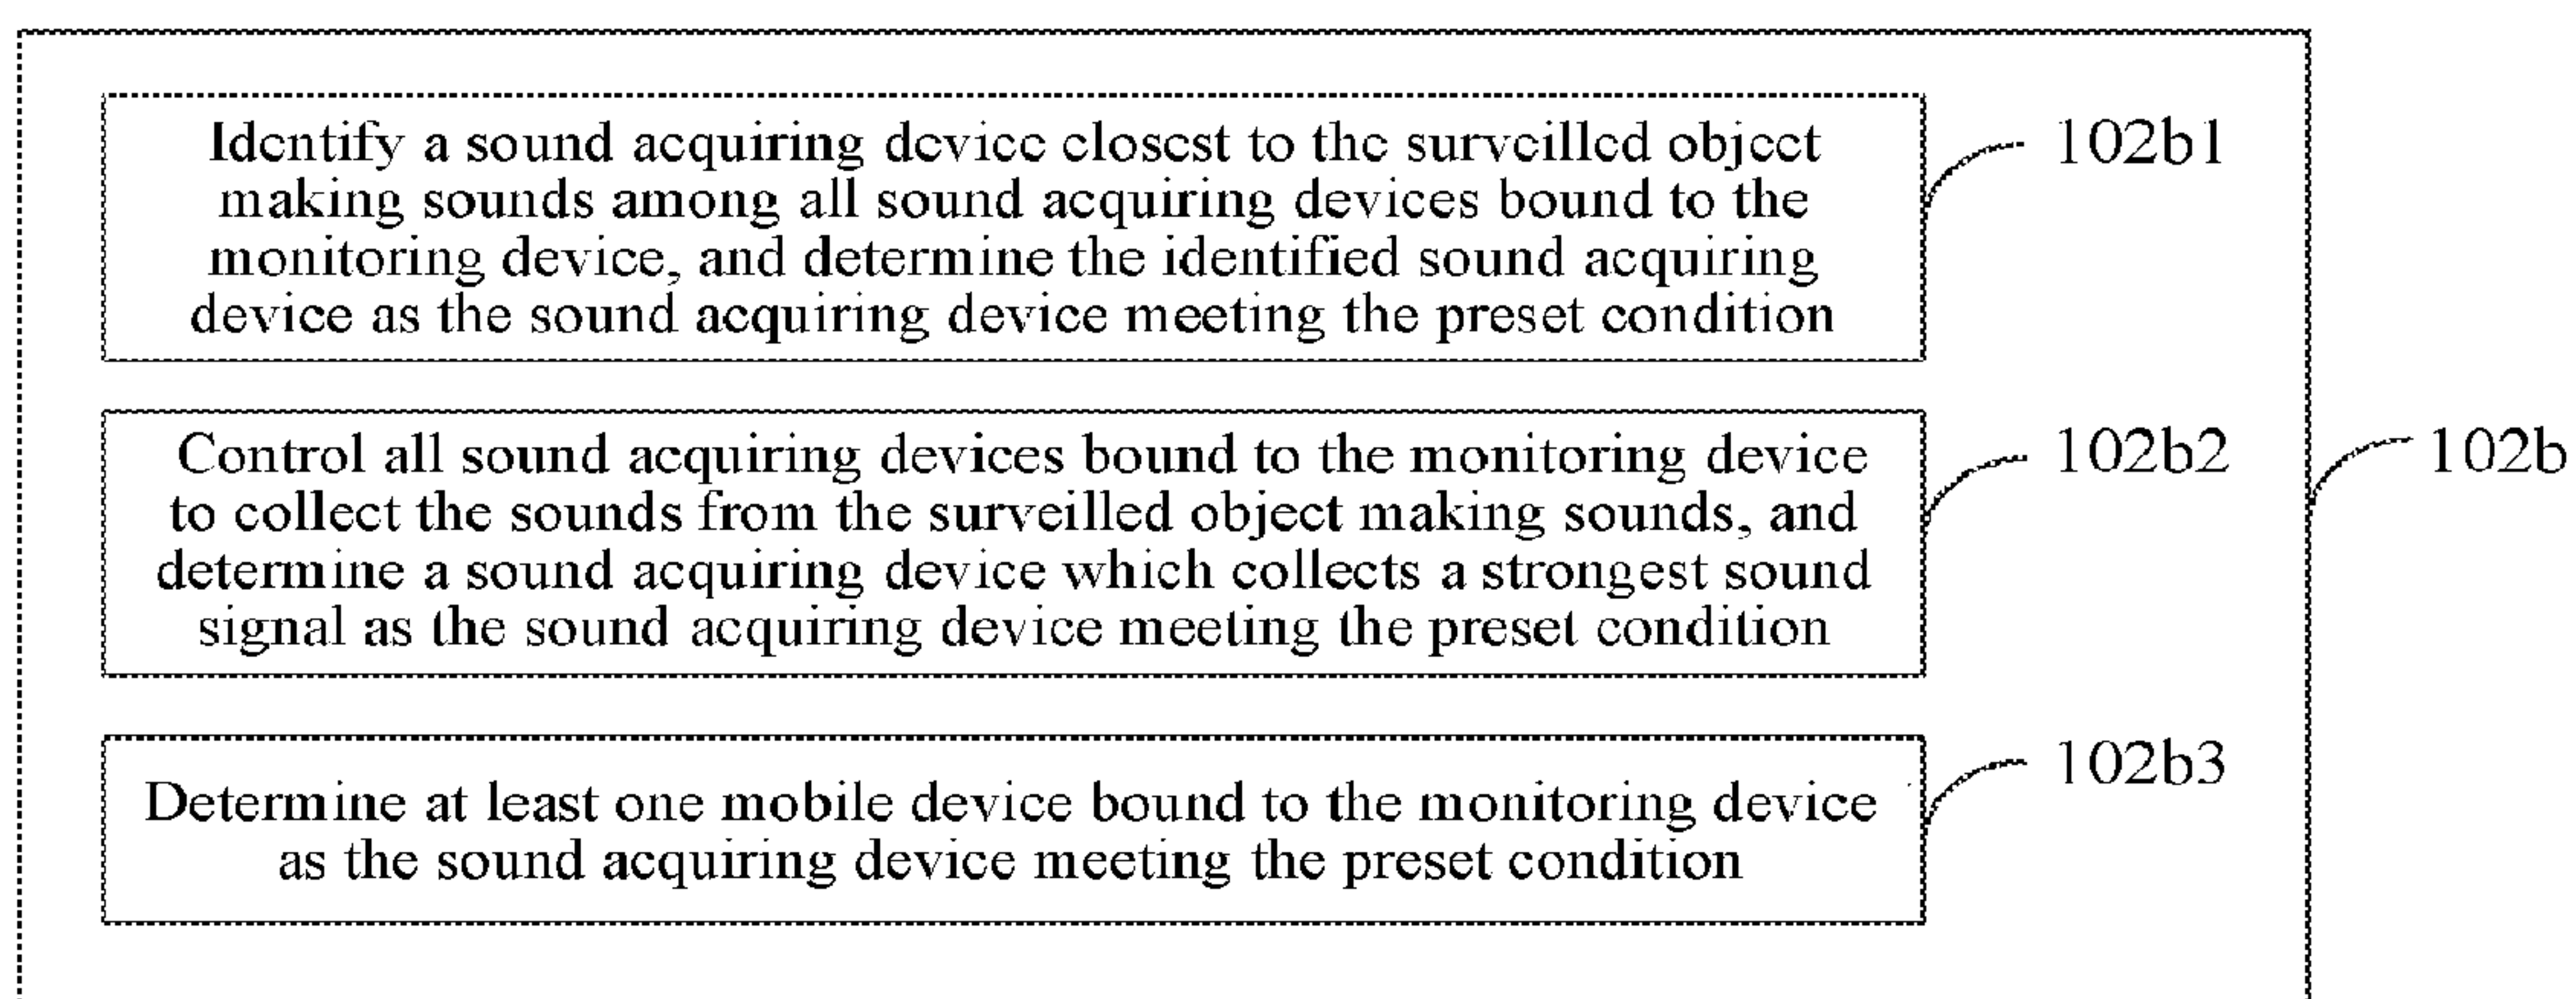 Identify a sound acquiring device closest to the surveilled object
making sounds among all sound acquiring devices bound to the
monitoring device, and determine the identified sound acquiring
device as the sound acquiring device meeting the preset condition
102b1
Control all sound acquiring devices bound to the monitoring device
to collect the sounds from the surveilled object making sounds, and
determine a sound acquiring device which collects a strongest sound
signal as the sound acquiring device meeting the preset condition
102b2
102b
Determine at least one mobile device bound to the monitoring device
as the sound acquiring device meeting the preset condition
102b3